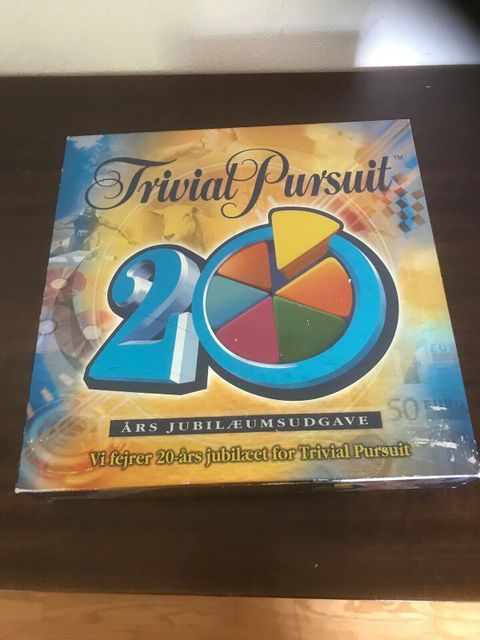 Trivial Pursuit™
20
ÅRS JUBILÆUMSUDGAVE
50 EURO
Vi fejrer 20-års jubilæet for Trivial Pursuit